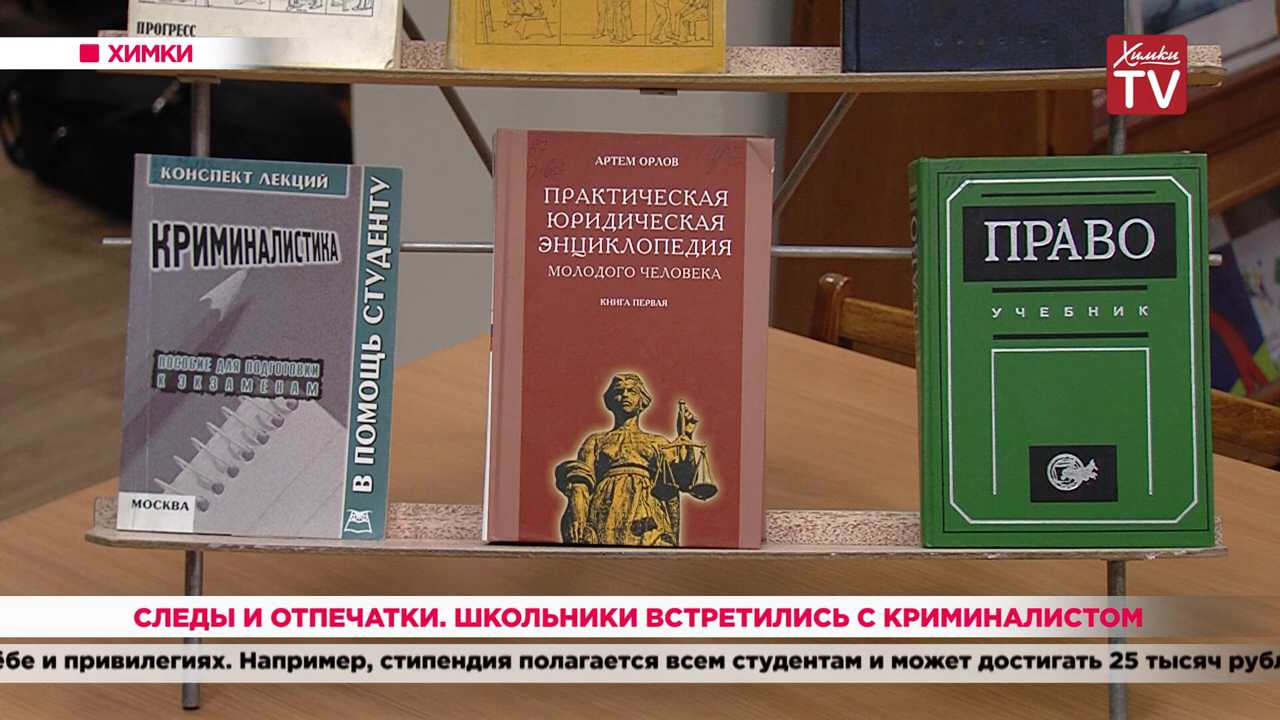 ПРОГРЕСС
ХИМКИ
Химки
TV
КОНСПЕКТ ЛЕКЦИЙ
КРИМИНАЛИСТИКА
ПОСОБИЕ ДЛЯ ПОДГОТОВКИ
К ЭКЗАМЕНАМ
МОСКВА
В ПОМОЩЬ СТУДЕНТУ
АРТЕМ ОРЛОВ
ПРАКТИЧЕСКАЯ
ЮРИДИЧЕСКАЯ
ЭНЦИКЛОПЕДИЯ
МОЛОДОГО ЧЕЛОВЕКА
КНИГА ПЕРВАЯ
ПРАВО
УЧЕБНИК
СЛЕДЫ И ОТПЕЧАТКИ. ШКОЛЬНИКИ ВСТРЕТИЛИСЬ С КРИМИНАЛИСТОМ
ёбе и привилегиях. Например, стипендия полагается всем студентам и может достигать 25 тысяч рубл